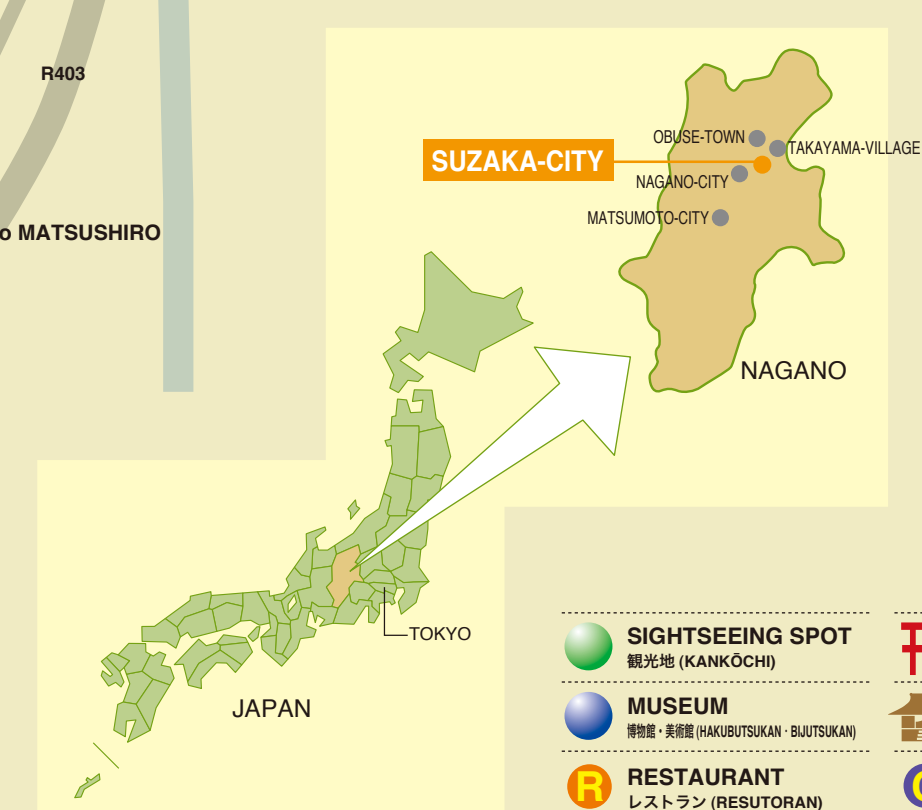 R403
OBUSE-TOWN
TAKAYAMA-VILLAGE
SUZAKA-CITY
NAGANO-CITY
MATSUMOTO-CITY
o MATSUSHIRO
NAGANO
TOKYO
JAPAN
SIGHTSEEING SPOT
観光地 (KANKŌCHI)
MUSEUM
博物館・美術館 (HAKUBUTSUKAN · BIJUTSUKAN)
R
RESTAURANT
レストラン (RESUTORAN)